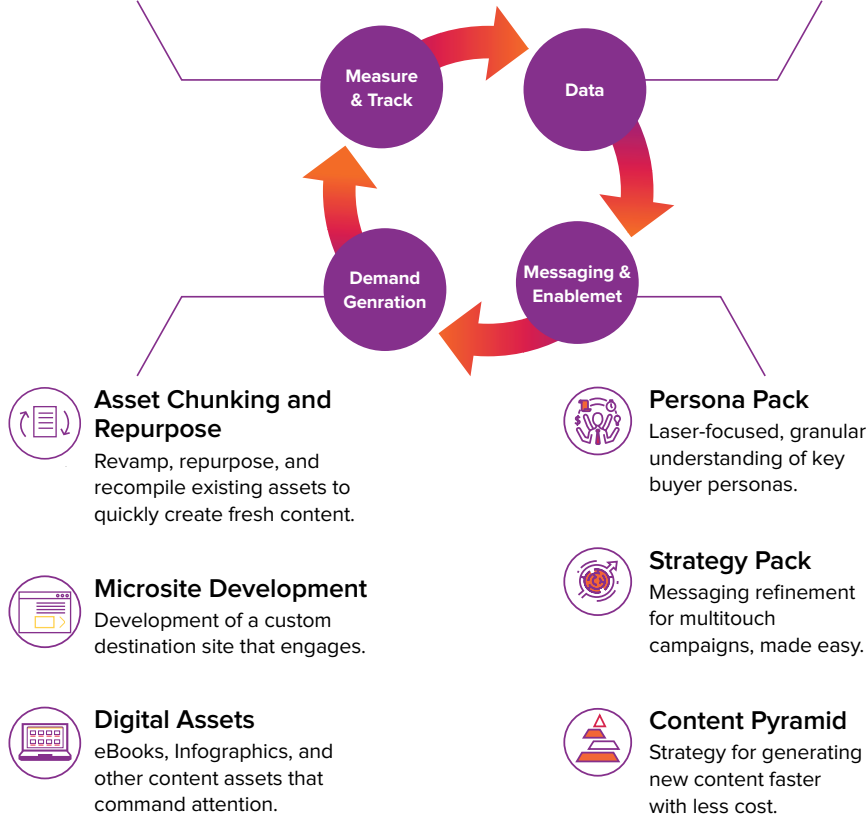 Measure
& Track
Data
Messaging &
Enablemet
Demand
Genration
Asset Chunking and
Repurpose
Revamp, repurpose, and
recompile existing assets to
quickly create fresh content.
Microsite Development
Development of a custom
destination site that engages.
Digital Assets
eBooks, Infographics, and
other content assets that
command attention.
Persona Pack
Laser-focused, granular
understanding of key
buyer personas.
Strategy Pack
Messaging refinement
for multitouch
campaigns, made easy.
Content Pyramid
Strategy for generating
new content faster
with less cost.